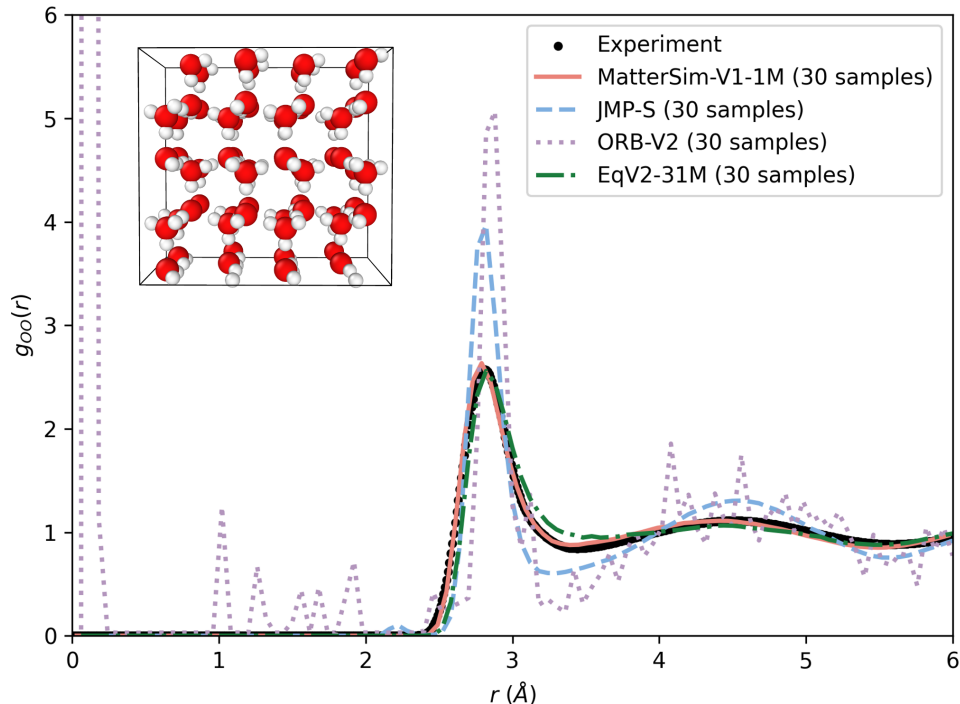 6
5
4
3
2
1
0
g_OO(r)
Experiment
MatterSim-V1-1M (30 samples)
JMP-S (30 samples)
ORB-V2 (30 samples)
EqV2-31M (30 samples)
0 1 2 3 4 5 6
r (Å)